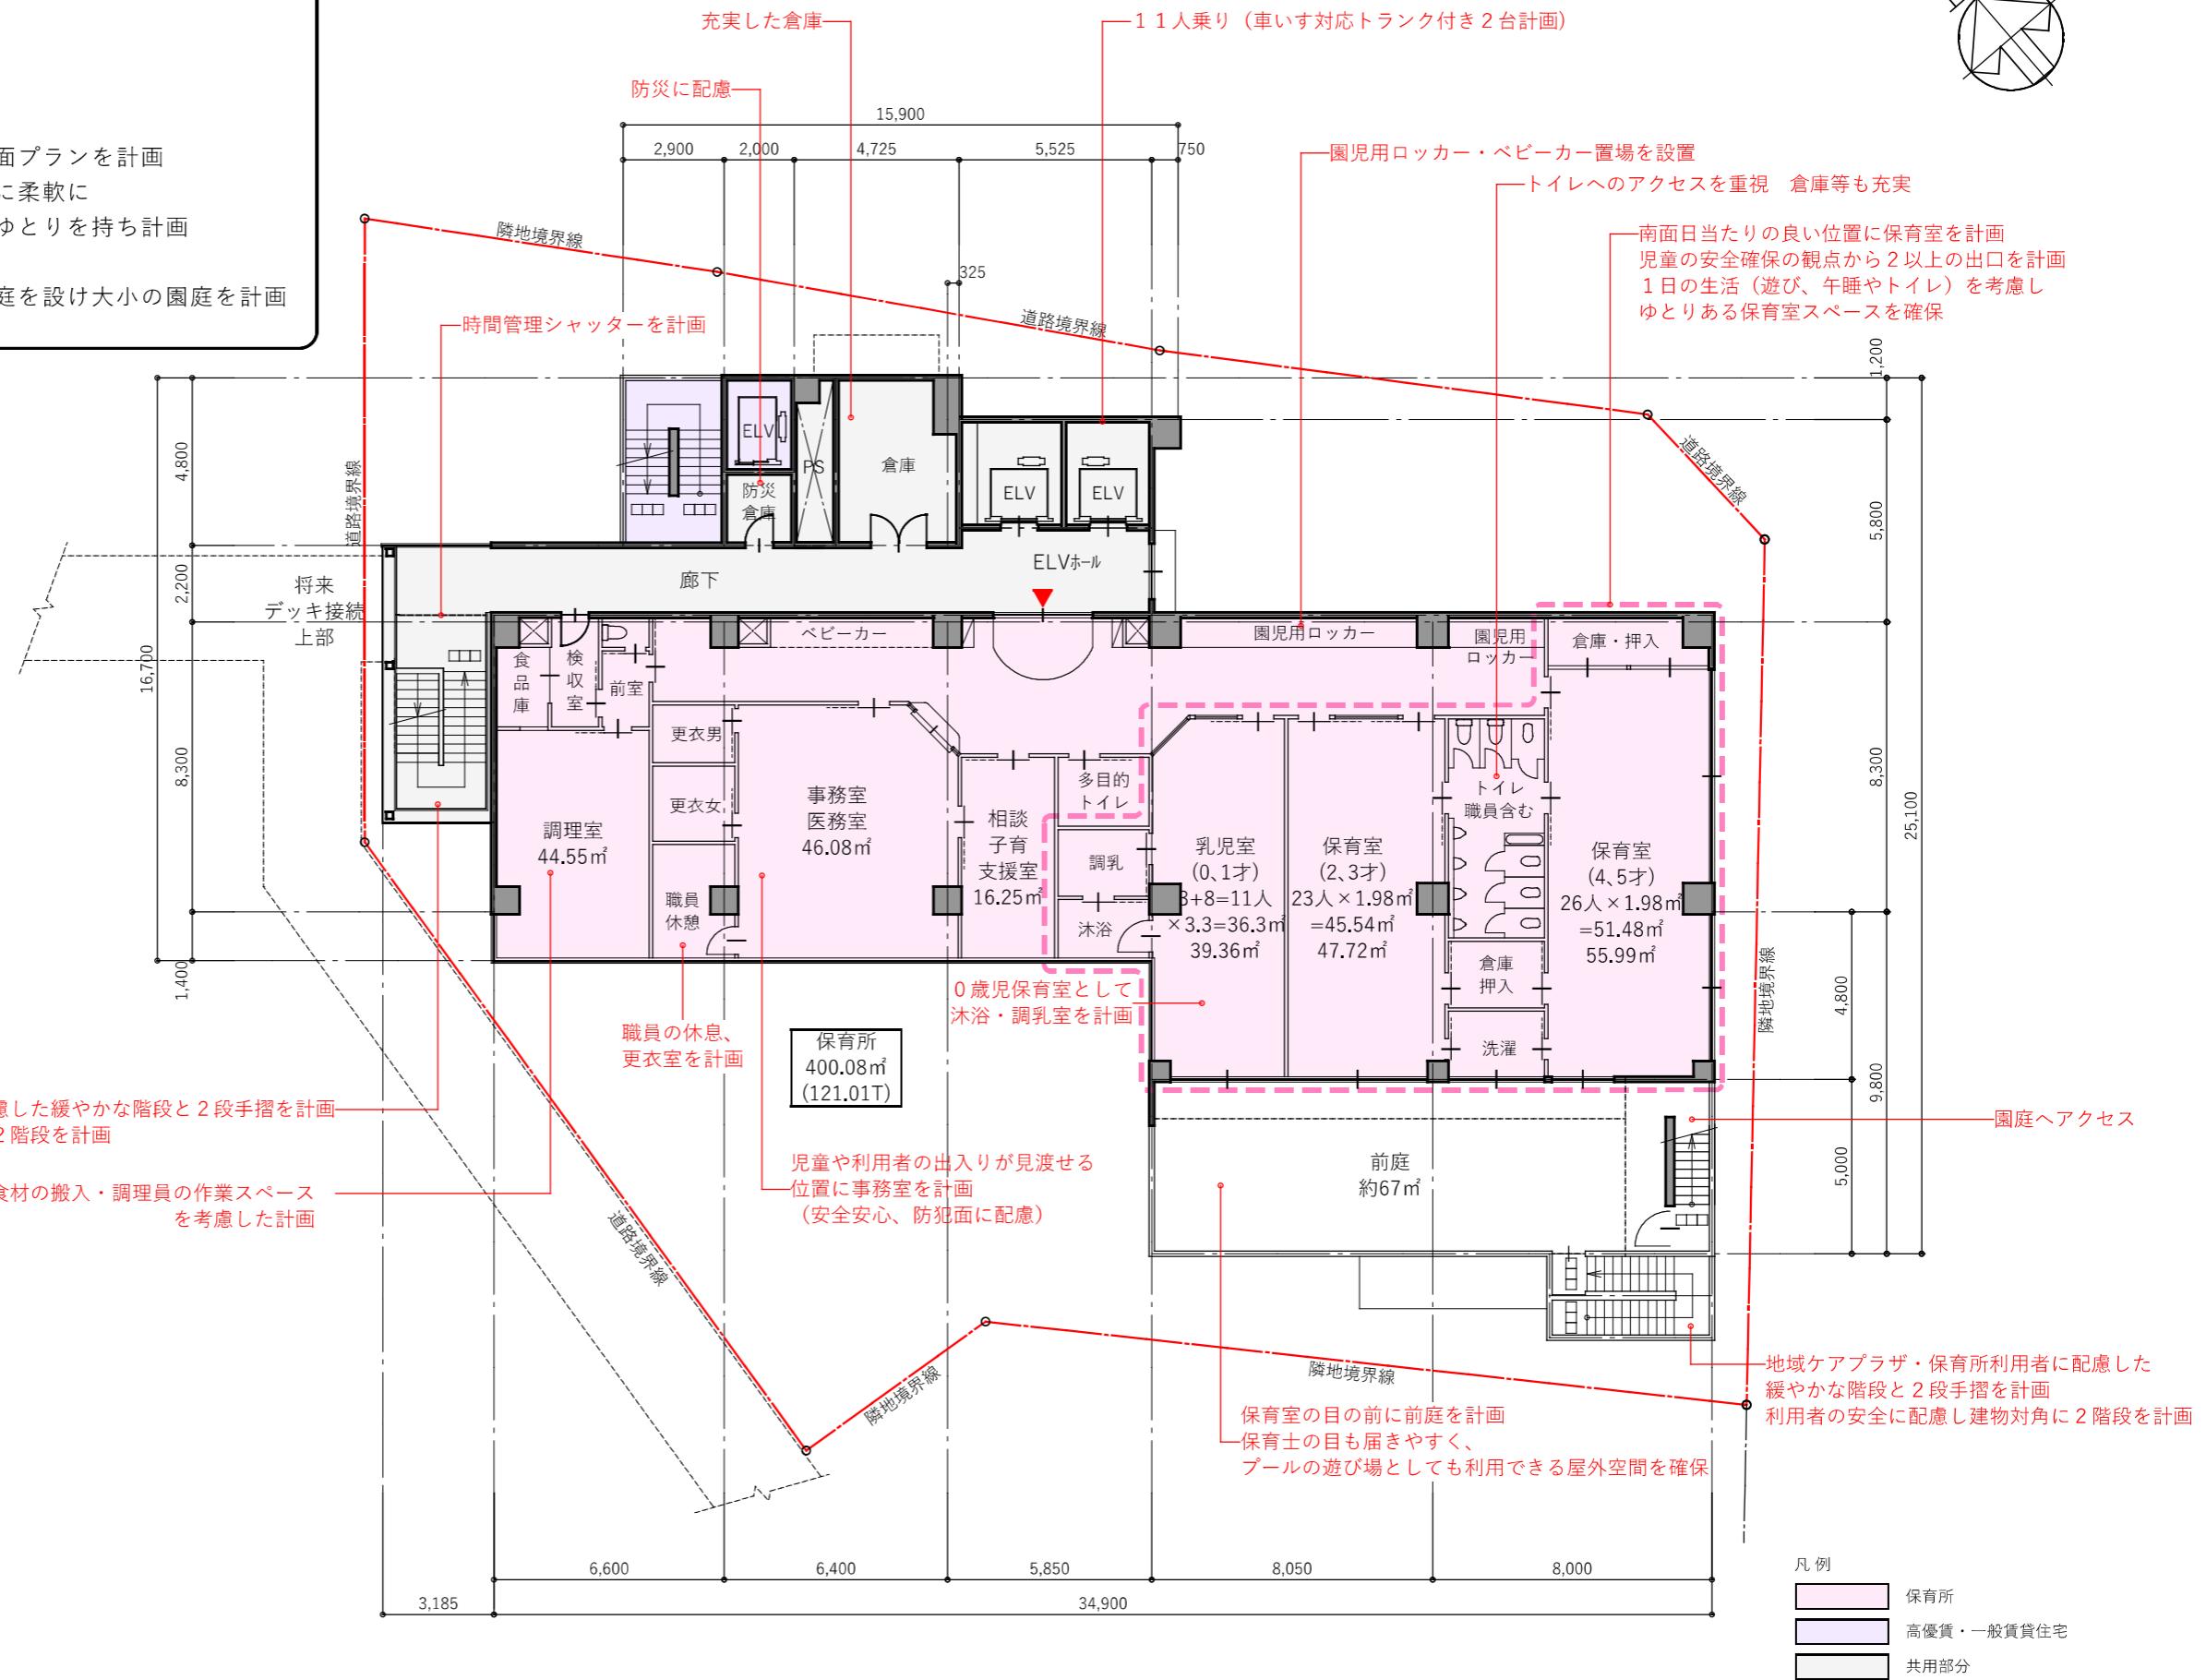 面プランを計画
に柔軟に
ゆとりを持ち計画
庭を設け大小の園庭を計画
充実した倉庫
１１人乗り（車いす対応トランク付き２台計画）
防災に配慮
15,900
2,900
2,000
4,725
5,525
750
325
園児用ロッカー・ベビーカー置場を設置
トイレへのアクセスを重視　倉庫等も充実
南面日当たりの良い位置に保育室を計画
児童の安全確保の観点から２以上の出口を計画
１日の生活（遊び、午睡やトイレ）を考慮し
ゆとりある保育室スペースを確保
時間管理シャッターを計画
隣地境界線
道路境界線
道路境界線
道路境界線
隣地境界線
道路境界線
隣地境界線
隣地境界線
16,700
4,800
2,200
8,300
1,400
1,200
5,800
8,300
25,100
4,800
9,800
5,000
ELV
防災
倉庫
PS
倉庫
ELV
ELV
ELVホール
廊下
将来
デッキ接続
上部
食品庫
検収室
前室
ベビーカー
園児用ロッカー
園児用
ロッカー
倉庫・押入
更衣男
更衣女
職員
休憩
調理室
44.55㎡
事務室
医務室
46.08㎡
相談
子育
支援室
16.25㎡
多目的
トイレ
調乳
沐浴
乳児室
(0､1才)
3+8=11人
×3.3=36.3㎡
39.36㎡
保育室
(2､3才)
23人×1.98㎡
=45.54㎡
47.72㎡
トイレ
職員含む
倉庫
押入
洗濯
保育室
(4､5才)
26人×1.98㎡
=51.48㎡
55.99㎡
０歳児保育室として
沐浴・調乳室を計画
職員の休息、
更衣室を計画
保育所
400.08㎡
(121.01T)
慮した緩やかな階段と２段手摺を計画
２階段を計画
食材の搬入・調理員の作業スペース
を考慮した計画
児童や利用者の出入りが見渡せる
位置に事務室を計画
（安全安心、防犯面に配慮）
前庭
約67㎡
園庭へアクセス
地域ケアプラザ・保育所利用者に配慮した
緩やかな階段と２段手摺を計画
利用者の安全に配慮し建物対角に２階段を計画
保育室の目の前に前庭を計画
保育士の目も届きやすく、
プールの遊び場としても利用できる屋外空間を確保
6,600
6,400
5,850
8,050
8,000
3,185
34,900
凡 例
保育所
高優賃・一般賃貸住宅
共用部分